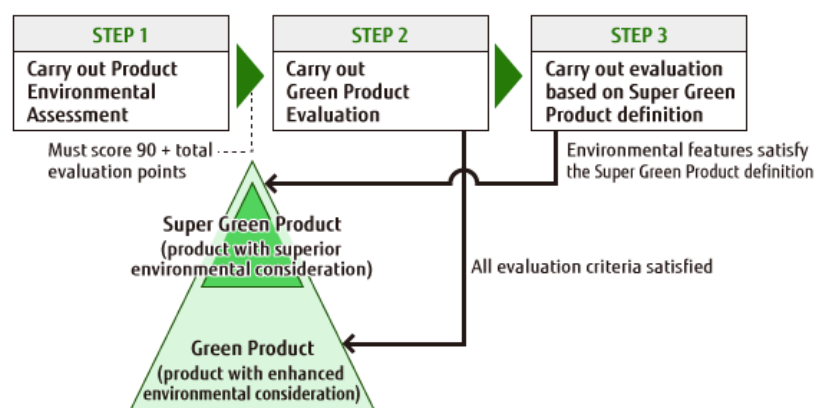 STEP 1
Carry out Product
Environmental
Assessment
STEP 2
Carry out
Green Product
Evaluation
STEP 3
Carry out evaluation
based on Super Green
Product definition
Must score 90 + total
evaluation points
Environmental features satisfy
the Super Green Product definition
Super Green Product
(product with superior
environmental consideration)
All evaluation criteria satisfied
Green Product
(product with enhanced
environmental consideration)